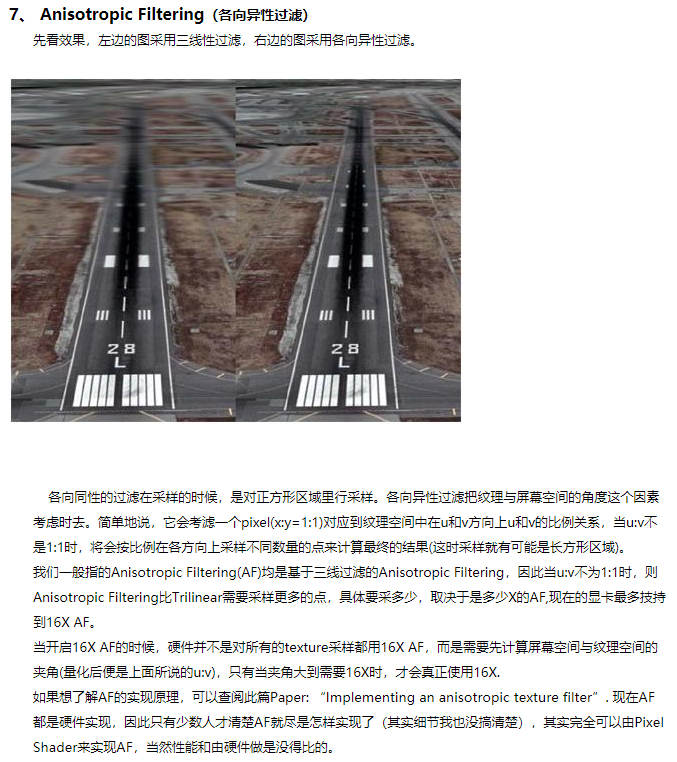 7、 Anisotropic Filtering（各向异性过滤）
先看效果，左边的图采用三线性过滤，右边的图采用各向异性过滤。
28
L
28
L
各向同性的过滤在采样的时候，是对正方形区域里行采样。各向异性过滤把纹理与屏幕空间的角度这个因素
考虑时去。简单地说，它会考滤一个pixel(x:y=1:1)对应到纹理空间中在u和v方向上u和v的比例关系，当u:v不
是1:1时，将会按比例在各方向上采样不同数量的点来计算最终的结果(这时采样就有可能是长方形区域)。
我们一般指的Anisotropic Filtering(AF)均是基于三线过滤的Anisotropic Filtering，因此当u:v不为1:1时，则
Anisotropic Filtering比Trilinear需要采样更多的点，具体要采多少，取决于是多少X的AF,现在的显卡最多技持
到16X AF。
当开启16X AF的时候，硬件并不是对所有的texture采样都用16X AF，而是需要先计算屏幕空间与纹理空间的
夹角(量化后便是上面所说的u:v)，只有当夹角大到需要16X时，才会真正使用16X.
如果想了解AF的实现原理，可以查阅此篇Paper: “Implementing an anisotropic texture filter”. 现在AF
都是硬件实现，因此只有少数人才清楚AF就尽是怎样实现了（其实细节我也没搞清楚），其实完全可以由Pixel
Shader来实现AF，当然性能和由硬件做是没得比的。